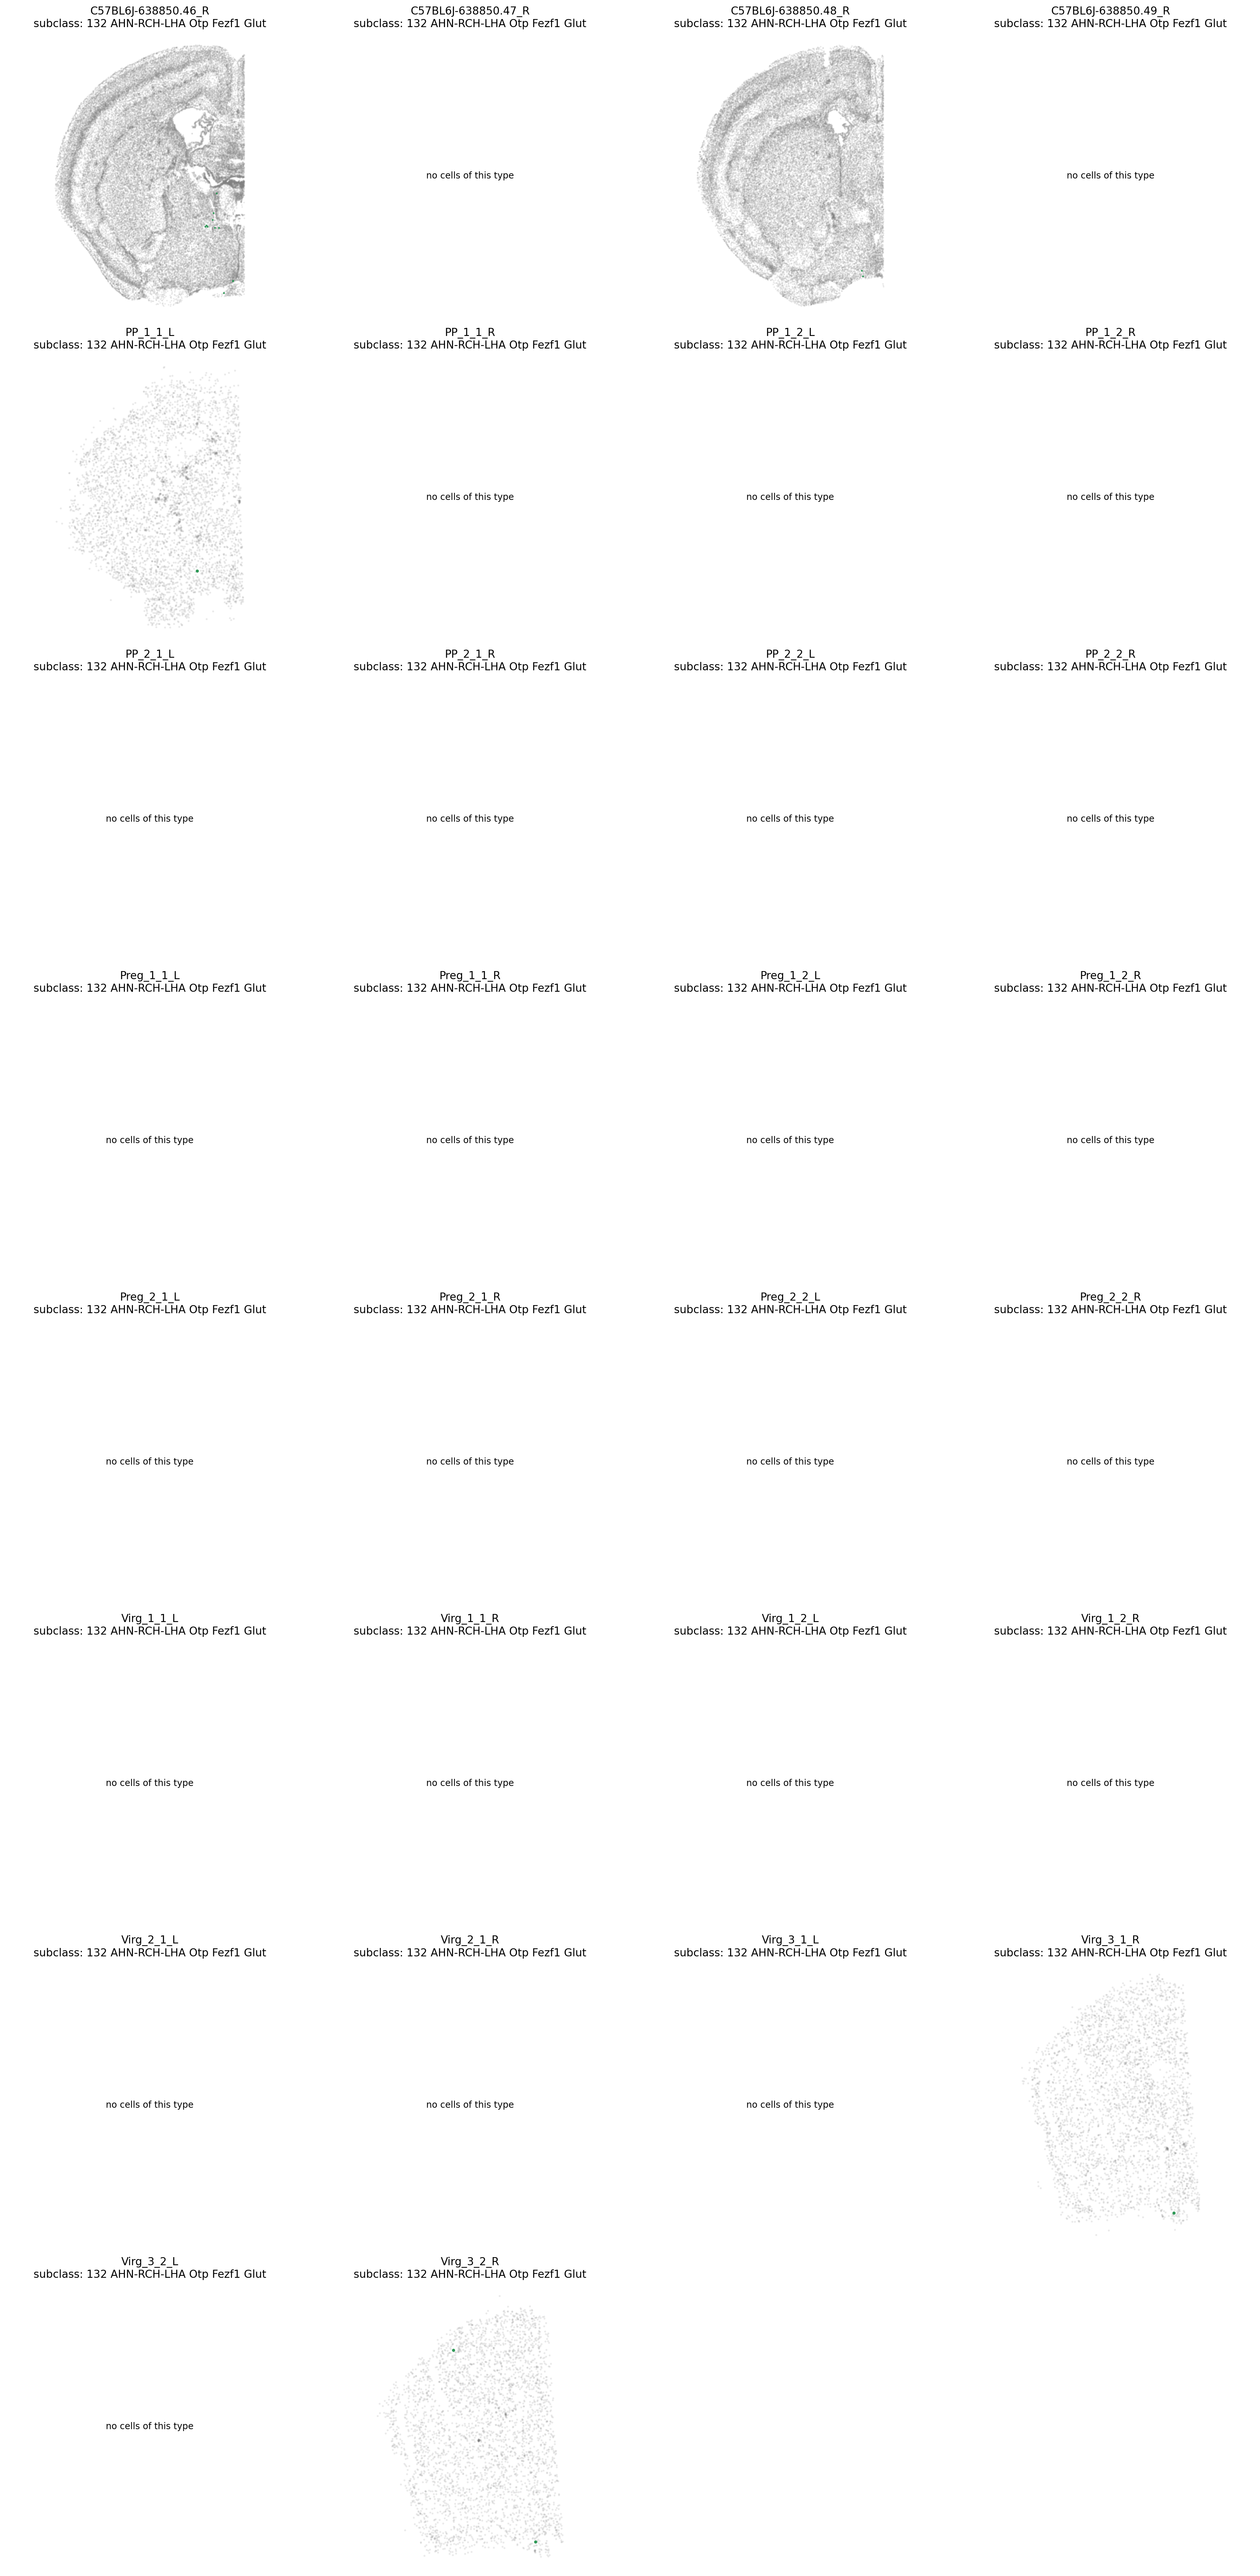 C57BL6J-638850.46_R
subclass: 132 AHN-RCH-LHA Otp Fezf1 Glut
C57BL6J-638850.47_R
subclass: 132 AHN-RCH-LHA Otp Fezf1 Glut
no cells of this type
C57BL6J-638850.48_R
subclass: 132 AHN-RCH-LHA Otp Fezf1 Glut
C57BL6J-638850.49_R
subclass: 132 AHN-RCH-LHA Otp Fezf1 Glut
no cells of this type
PP_1_1_L
subclass: 132 AHN-RCH-LHA Otp Fezf1 Glut
PP_1_1_R
subclass: 132 AHN-RCH-LHA Otp Fezf1 Glut
no cells of this type
PP_1_2_L
subclass: 132 AHN-RCH-LHA Otp Fezf1 Glut
no cells of this type
PP_1_2_R
subclass: 132 AHN-RCH-LHA Otp Fezf1 Glut
no cells of this type
PP_2_1_L
subclass: 132 AHN-RCH-LHA Otp Fezf1 Glut
no cells of this type
PP_2_1_R
subclass: 132 AHN-RCH-LHA Otp Fezf1 Glut
no cells of this type
PP_2_2_L
subclass: 132 AHN-RCH-LHA Otp Fezf1 Glut
no cells of this type
PP_2_2_R
subclass: 132 AHN-RCH-LHA Otp Fezf1 Glut
no cells of this type
Preg_1_1_L
subclass: 132 AHN-RCH-LHA Otp Fezf1 Glut
no cells of this type
Preg_1_1_R
subclass: 132 AHN-RCH-LHA Otp Fezf1 Glut
no cells of this type
Preg_1_2_L
subclass: 132 AHN-RCH-LHA Otp Fezf1 Glut
no cells of this type
Preg_1_2_R
subclass: 132 AHN-RCH-LHA Otp Fezf1 Glut
no cells of this type
Preg_2_1_L
subclass: 132 AHN-RCH-LHA Otp Fezf1 Glut
no cells of this type
Preg_2_1_R
subclass: 132 AHN-RCH-LHA Otp Fezf1 Glut
no cells of this type
Preg_2_2_L
subclass: 132 AHN-RCH-LHA Otp Fezf1 Glut
no cells of this type
Preg_2_2_R
subclass: 132 AHN-RCH-LHA Otp Fezf1 Glut
no cells of this type
Virg_1_1_L
subclass: 132 AHN-RCH-LHA Otp Fezf1 Glut
no cells of this type
Virg_1_1_R
subclass: 132 AHN-RCH-LHA Otp Fezf1 Glut
no cells of this type
Virg_1_2_L
subclass: 132 AHN-RCH-LHA Otp Fezf1 Glut
no cells of this type
Virg_1_2_R
subclass: 132 AHN-RCH-LHA Otp Fezf1 Glut
no cells of this type
Virg_2_1_L
subclass: 132 AHN-RCH-LHA Otp Fezf1 Glut
no cells of this type
Virg_2_1_R
subclass: 132 AHN-RCH-LHA Otp Fezf1 Glut
no cells of this type
Virg_3_1_L
subclass: 132 AHN-RCH-LHA Otp Fezf1 Glut
no cells of this type
Virg_3_1_R
subclass: 132 AHN-RCH-LHA Otp Fezf1 Glut
Virg_3_2_L
subclass: 132 AHN-RCH-LHA Otp Fezf1 Glut
no cells of this type
Virg_3_2_R
subclass: 132 AHN-RCH-LHA Otp Fezf1 Glut